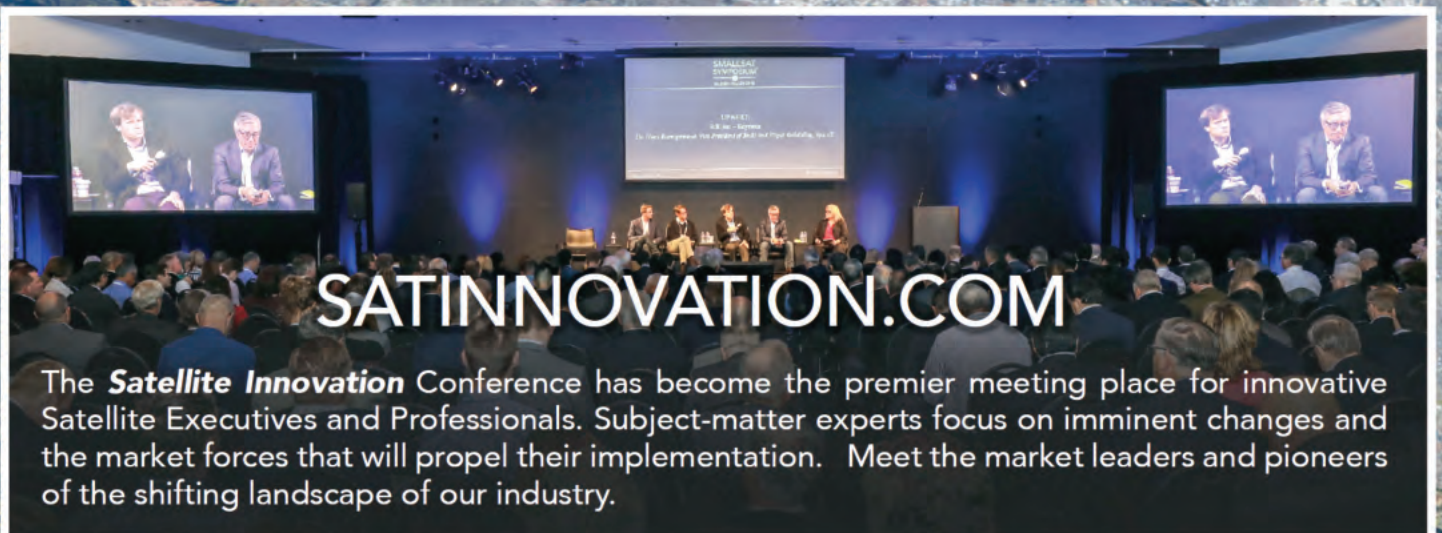 SMALLSAT
SYMPOSIUM
SATINNOVATION.COM
The Satellite Innovation Conference has become the premier meeting place for innovative
Satellite Executives and Professionals. Subject-matter experts focus on imminent changes and
the market forces that will propel their implementation. Meet the market leaders and pioneers
of the shifting landscape of our industry.